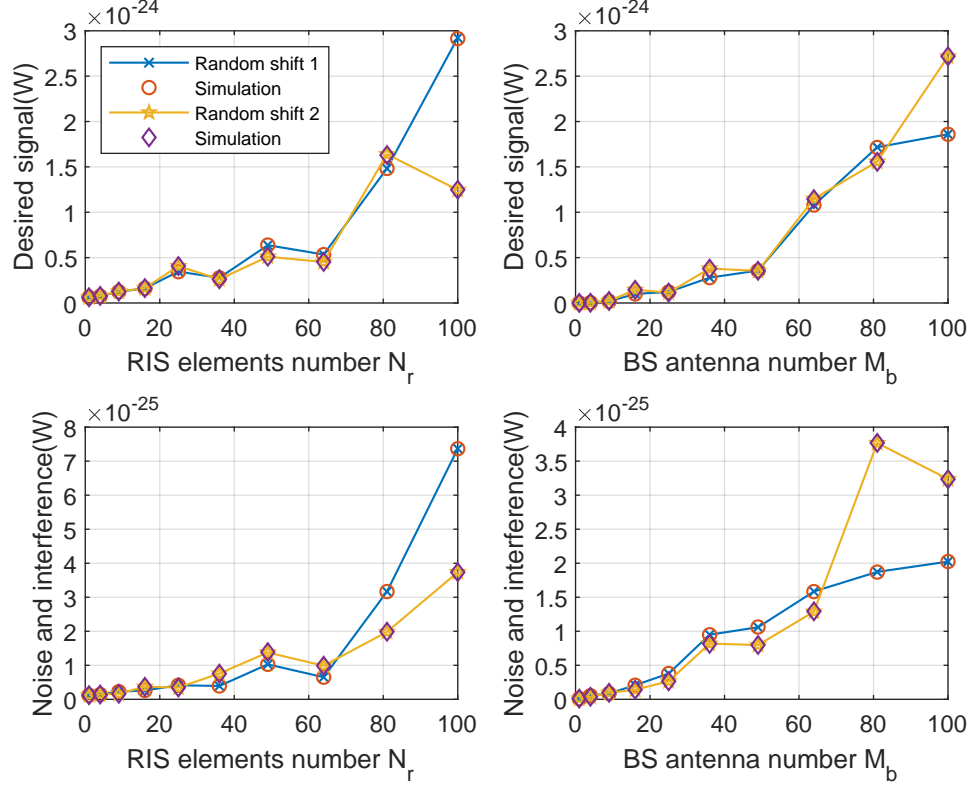 ×10^-24
3
2.5
2
1.5
1
0.5
0
Desired signal(W)
Random shift 1
Simulation
Random shift 2
Simulation
0 20 40 60 80 100
RIS elements number N_r
×10^-24
3
2.5
2
1.5
1
0.5
0
Desired signal(W)
0 20 40 60 80 100
BS antenna number M_b
×10^-25
8
7
6
5
4
3
2
1
0
Noise and interference(W)
0 20 40 60 80 100
RIS elements number N_r
×10^-25
4
3.5
3
2.5
2
1.5
1
0.5
0
Noise and interference(W)
0 20 40 60 80 100
BS antenna number M_b